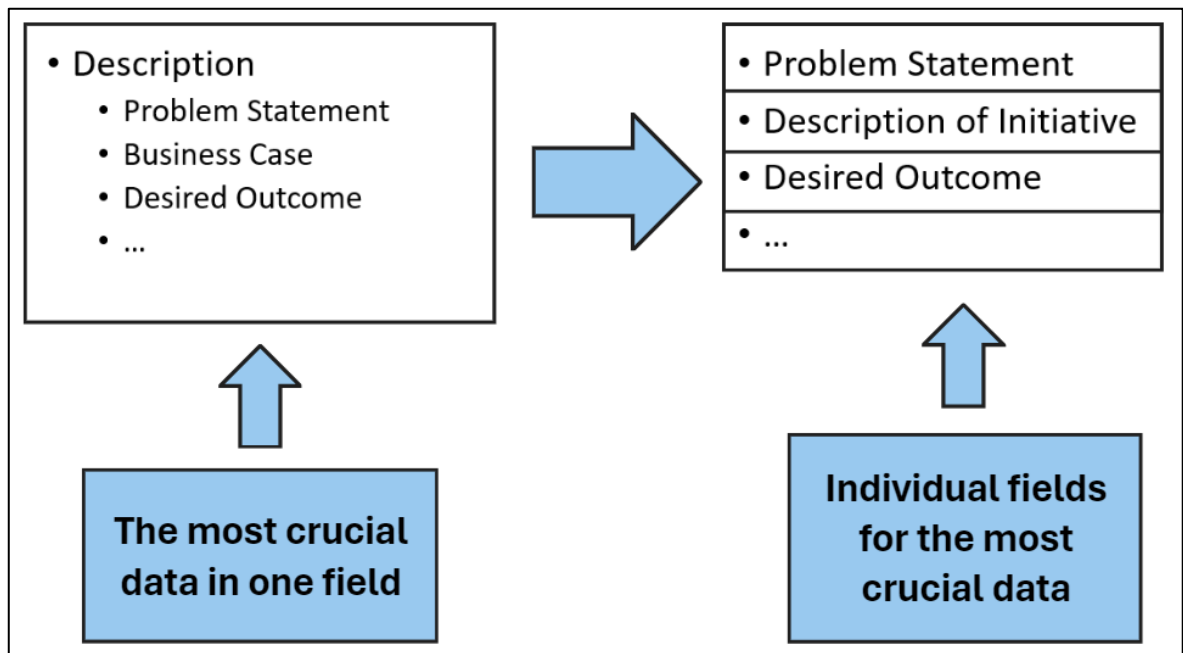 • Description
• Problem Statement
• Business Case
• Desired Outcome
• ...
• Problem Statement
• Description of Initiative
• Desired Outcome
• ...
The most crucial
data in one field
Individual fields
for the most
crucial data